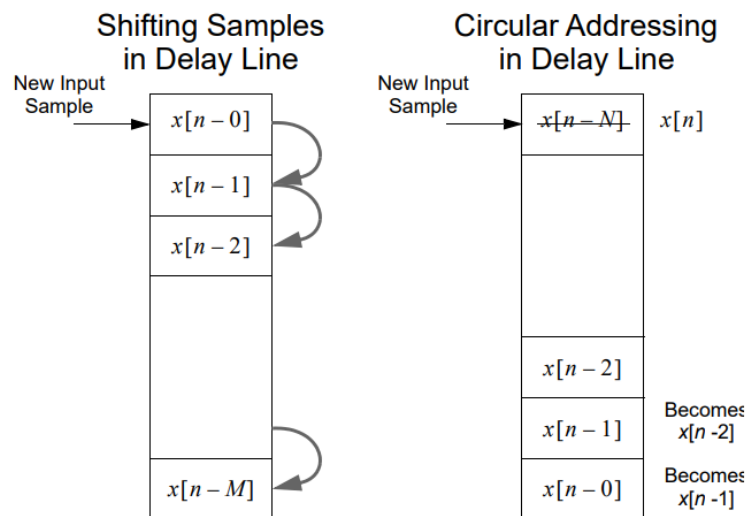 Shifting Samples
in Delay Line
New Input
Sample
x[n – 0]
x[n – 1]
x[n – 2]
x[n – M]
Circular Addressing
in Delay Line
New Input
Sample
x[n – N]
x[n]
x[n – 2]
x[n – 1]
Becomes
x[n -2]
x[n – 0]
Becomes
x[n -1]